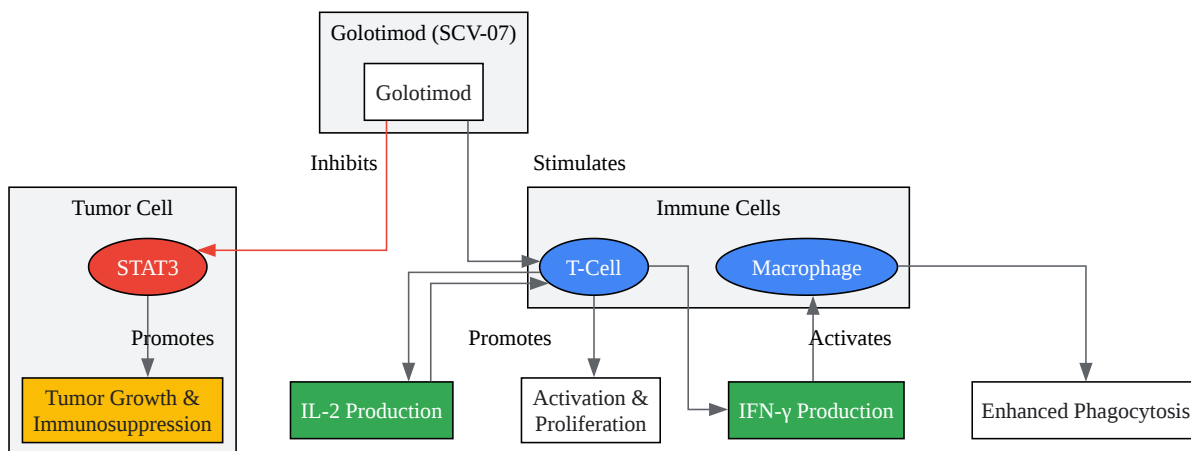 Golotimod (SCV-07)
Golotimod
Inhibits
Stimulates
Tumor Cell
Immune Cells
STAT3
T-Cell
Macrophage
Promotes
Promotes
Activates
Tumor Growth &
Immunosuppression
IL-2 Production
Activation &
Proliferation
IFN-γ Production
Enhanced Phagocytosis